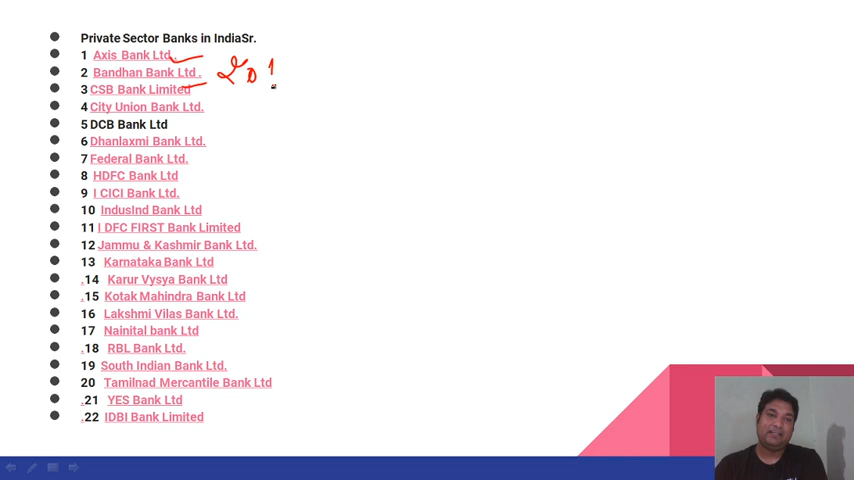 Private Sector Banks in IndiaSr.
1 Axis Bank Ltd .
2 Bandhan Bank Ltd .
3 CSB Bank Limited
4 City Union Bank Ltd.
5 DCB Bank Ltd
6 Dhanlaxmi Bank Ltd.
7 Federal Bank Ltd.
8 HDFC Bank Ltd
9 I CICI Bank Ltd.
10 IndusInd Bank Ltd
11 I DFC FIRST Bank Limited
12 Jammu & Kashmir Bank Ltd.
13 Karnataka Bank Ltd
.14 Karur Vysya Bank Ltd
.15 Kotak Mahindra Bank Ltd
16 Lakshmi Vilas Bank Ltd.
17 Nainital bank Ltd
.18 RBL Bank Ltd.
19 South Indian Bank Ltd.
20 Tamilnad Mercantile Bank Ltd
.21 YES Bank Ltd
.22 IDBI Bank Limited